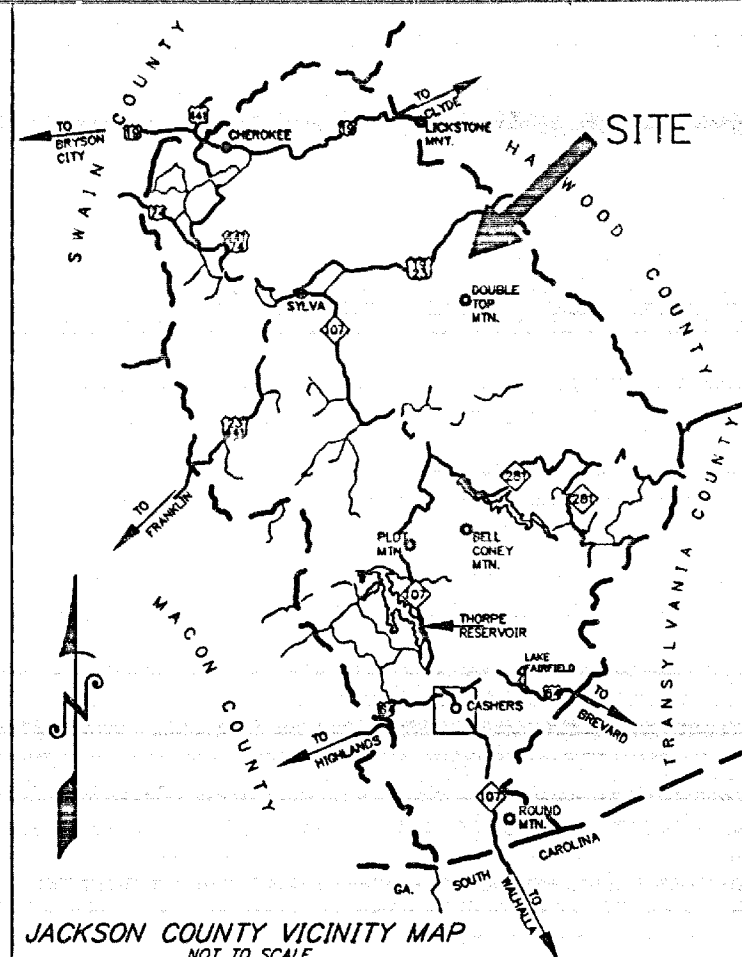 SWAIN COUNTY
TO
CLYDE
TO
BRYSON
CITY
19
441
CHEROKEE
19
LICKSTONE
MNT.
SITE
HAYWOOD COUNTY
SYLVA
107
DOUBLE
TOP
MTN.
23
441
TO
FRANKLIN
281
281
PLOT
MTN
BELL
CONEY
MTN.
107
THORPE
RESERVOIR
MACON COUNTY
TRANSYLVANIA COUNTY
N
LAKE
FAIRFIELD
64
TO
BREVARD
64
CASHERS
TO
HIGHLANDS
107
ROUND
MTN.
GA.
SOUTH CAROLINA
TO
WALHALLA
JACKSON COUNTY VICINITY MAP
NOT TO SCALE